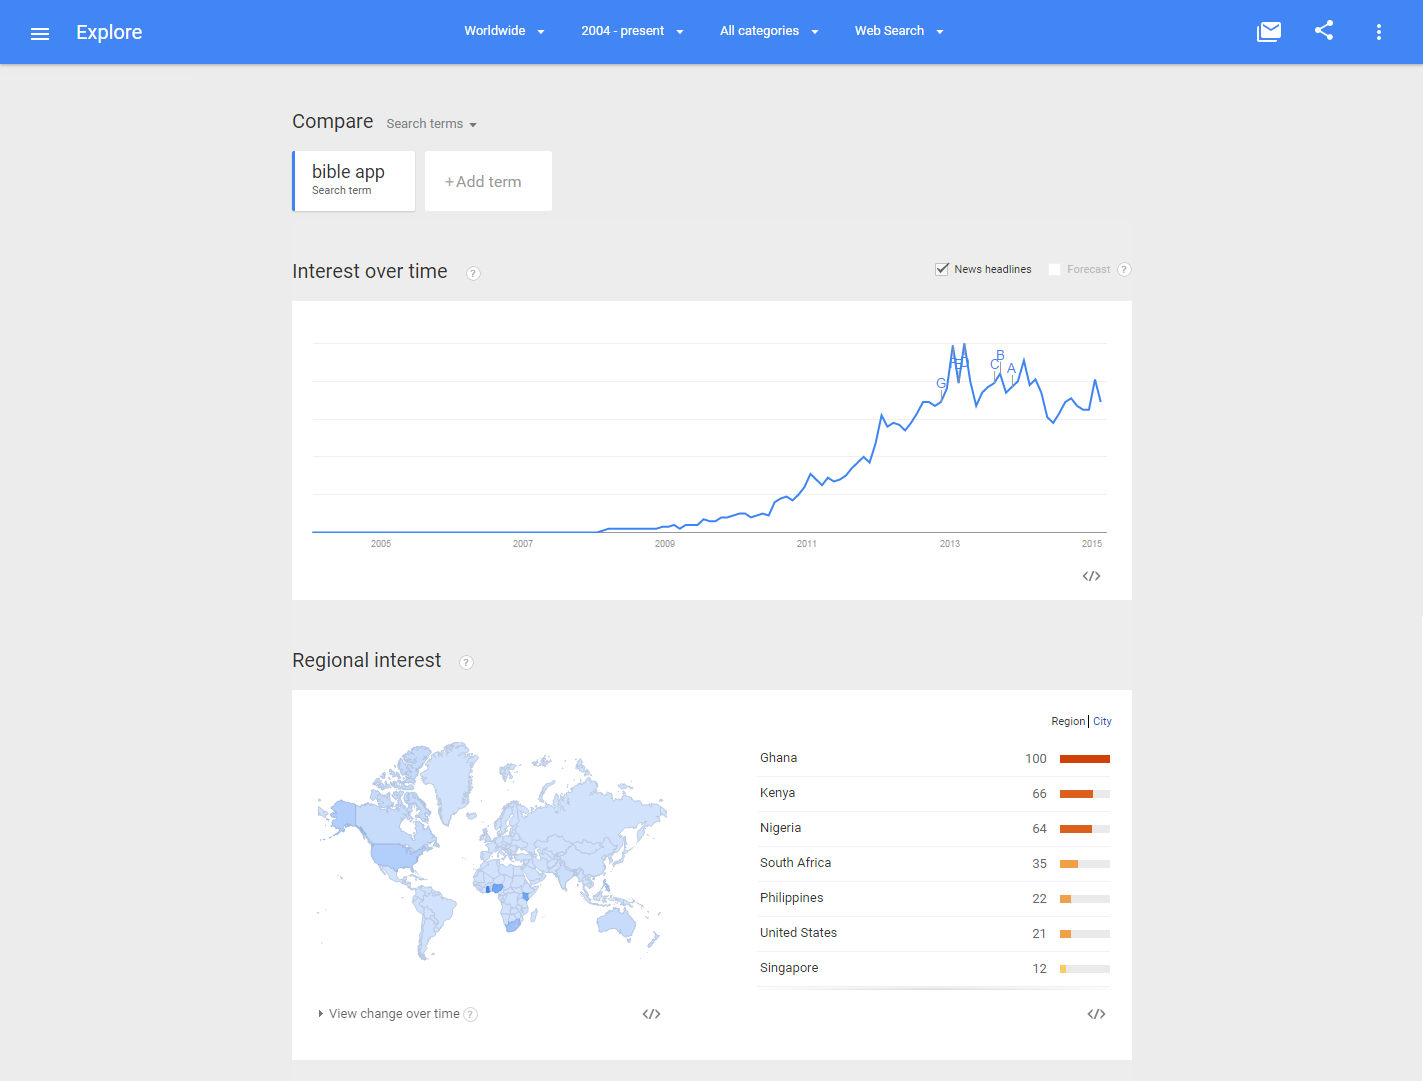 Explore
Worldwide
2004 - present
All categories
Web Search
Compare
Search terms
bible app
Search term
+Add term
Interest over time
?
News headlines
Forecast
?
G
D
C
B
A
2005
2007
2009
2011
2013
2015
</>
Regional interest
?
Region
City
Ghana 100
Kenya 66
Nigeria 64
South Africa 35
Philippines 22
United States 21
Singapore 12
View change over time
?
</>
</>